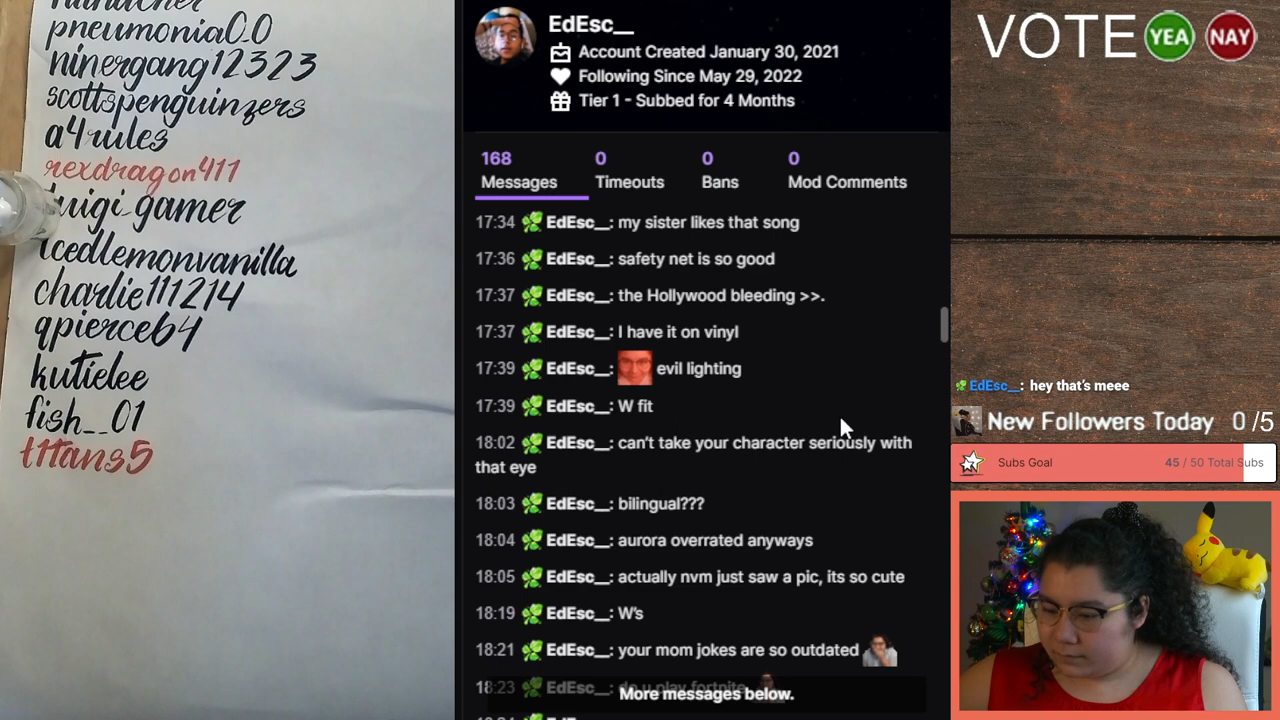 pneumonia0_0
ninergang12323
scottspenguinzers
a4rules
rexdragon411
luigi-gamer
icedlemonvanilla
charlie111214
qpierce64
kutielee
fish__01
t1tans5
EdEsc__
Account Created January 30, 2021
Following Since May 29, 2022
Tier 1 - Subbed for 4 Months
168 0 0 0
Messages Timeouts Bans Mod Comments
17:34 EdEsc__: my sister likes that song
17:36 EdEsc__: safety net is so good
17:37 EdEsc__: the Hollywood bleeding >>.
17:37 EdEsc__: I have it on vinyl
17:39 EdEsc__: evil lighting
17:39 EdEsc__: W fit
18:02 EdEsc__: can't take your character seriously with
that eye
18:03 EdEsc__: bilingual???
18:04 EdEsc__: aurora overrated anyways
18:05 EdEsc__: actually nvm just saw a pic, its so cute
18:19 EdEsc__: W's
18:21 EdEsc__: your mom jokes are so outdated
18:23 EdEsc__: do u play fortnite
More messages below.
VOTE YEA NAY
EdEsc__: hey that's meee
New Followers Today 0 /5
Subs Goal 45 / 50 Total Subs